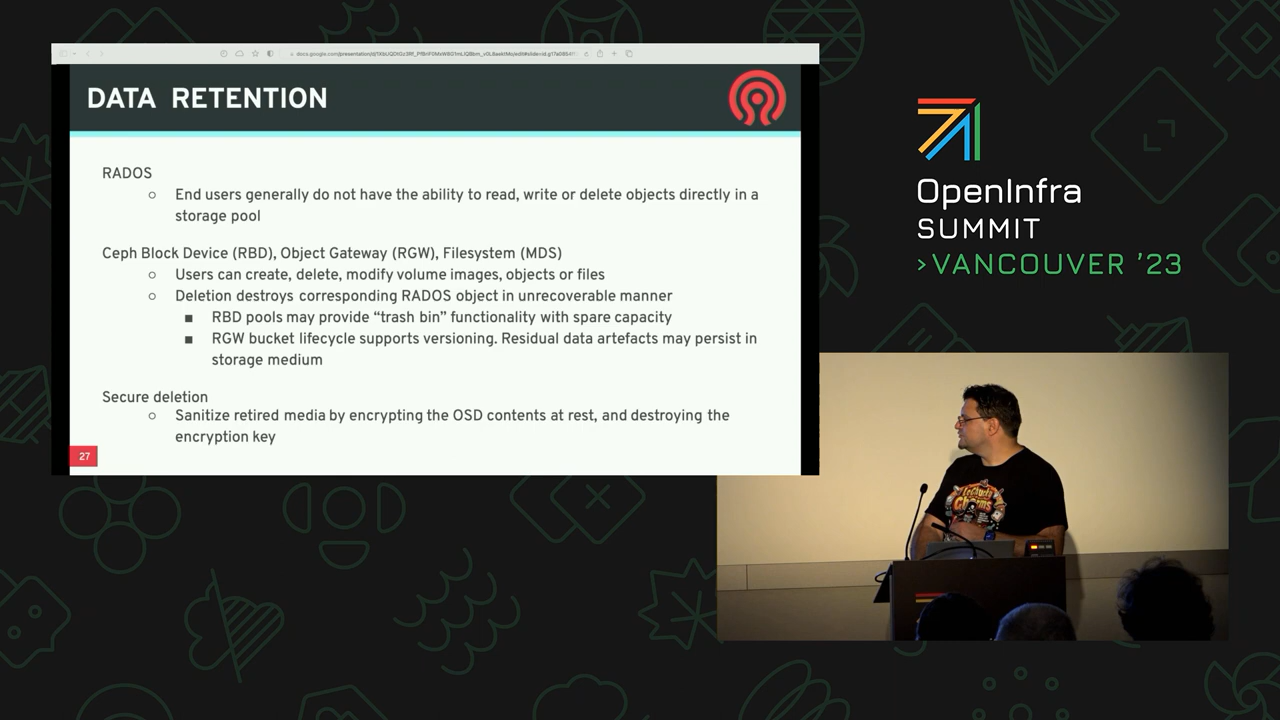 DATA RETENTION
RADOS
○ End users generally do not have the ability to read, write or delete objects directly in a
storage pool
Ceph Block Device (RBD), Object Gateway (RGW), Filesystem (MDS)
○ Users can create, delete, modify volume images, objects or files
○ Deletion destroys corresponding RADOS object in unrecoverable manner
■ RBD pools may provide “trash bin” functionality with spare capacity
■ RGW bucket lifecycle supports versioning. Residual data artefacts may persist in
storage medium
Secure deletion
○ Sanitize retired media by encrypting the OSD contents at rest, and destroying the
encryption key
27
OpenInfra
SUMMIT
>VANCOUVER '23